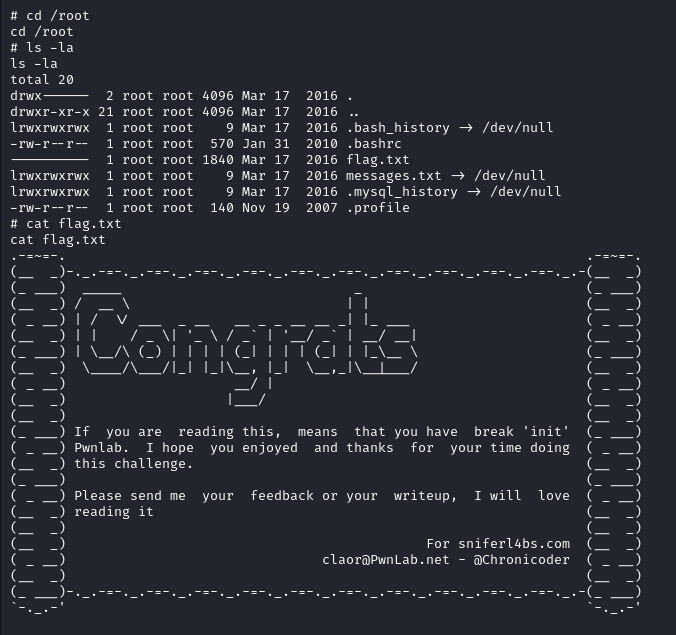 # cd /root
cd /root
# ls -la
ls -la
total 20
drwx------  2 root root 4096 Mar 17  2016 .
drwxr-xr-x 21 root root 4096 Mar 17  2016 ..
lrwxrwxrwx  1 root root    9 Mar 17  2016 .bash_history -> /dev/null
-rw-r--r--  1 root root  570 Jan 31  2010 .bashrc
----------  1 root root 1840 Mar 17  2016 flag.txt
lrwxrwxrwx  1 root root    9 Mar 17  2016 messages.txt -> /dev/null
lrwxrwxrwx  1 root root    9 Mar 17  2016 .mysql_history -> /dev/null
-rw-r--r--  1 root root  140 Nov 19  2007 .profile
# cat flag.txt
cat flag.txt
Congrats
If  you are  reading this,  means  that you have  break 'init'
Pwnlab.  I hope  you enjoyed  and thanks  for  your time doing
this challenge.
Please send me  your  feedback or your  writeup,  I will  love
reading it
For sniferl4bs.com
claor@PwnLab.net - @Chronicoder